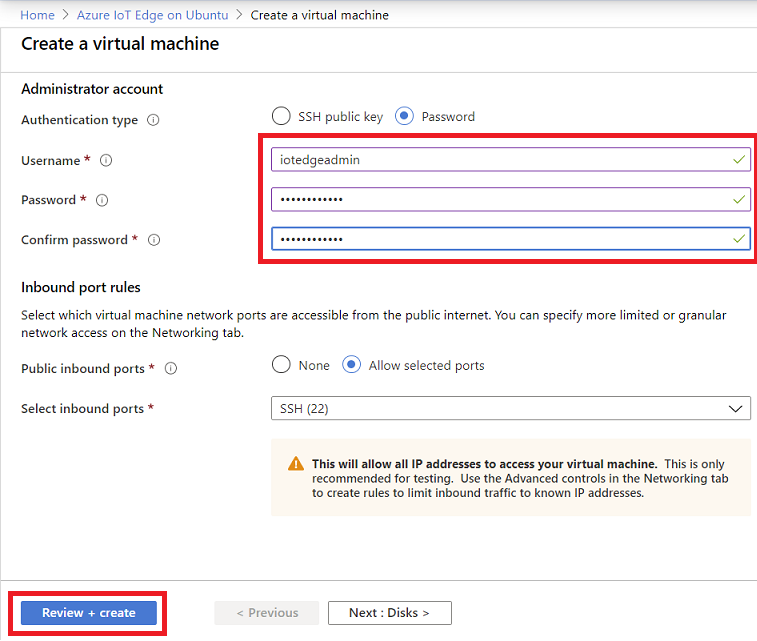 Home > Azure IoT Edge on Ubuntu > Create a virtual machine
Create a virtual machine
Administrator account
Authentication type
SSH public key Password
Username *
iotedgeadmin
Password *
••••••••••••
Confirm password *
••••••••••••
Inbound port rules
Select which virtual machine network ports are accessible from the public internet. You can specify more limited or granular
network access on the Networking tab.
Public inbound ports *
None Allow selected ports
Select inbound ports *
SSH (22)
This will allow all IP addresses to access your virtual machine. This is only
recommended for testing. Use the Advanced controls in the Networking tab
to create rules to limit inbound traffic to known IP addresses.
Review + create < Previous Next : Disks >